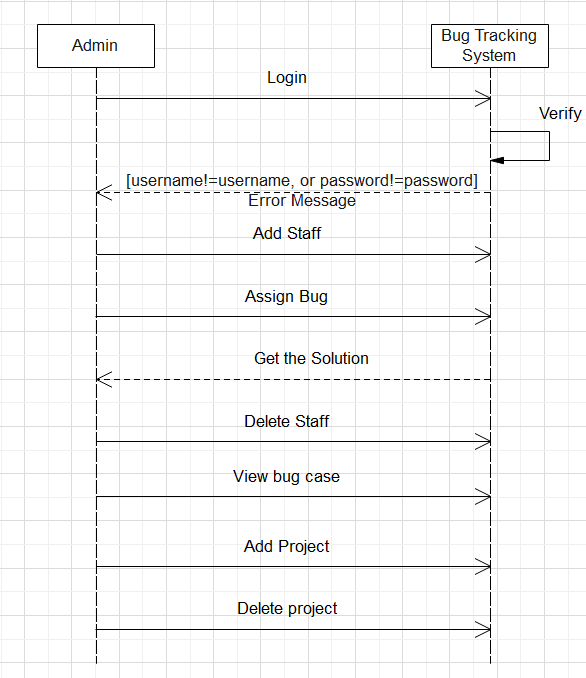 Admin
Bug Tracking
System
Login
Verify
[username!=username, or password!=password]
Error Message
Add Staff
Assign Bug
Get the Solution
Delete Staff
View bug case
Add Project
Delete project